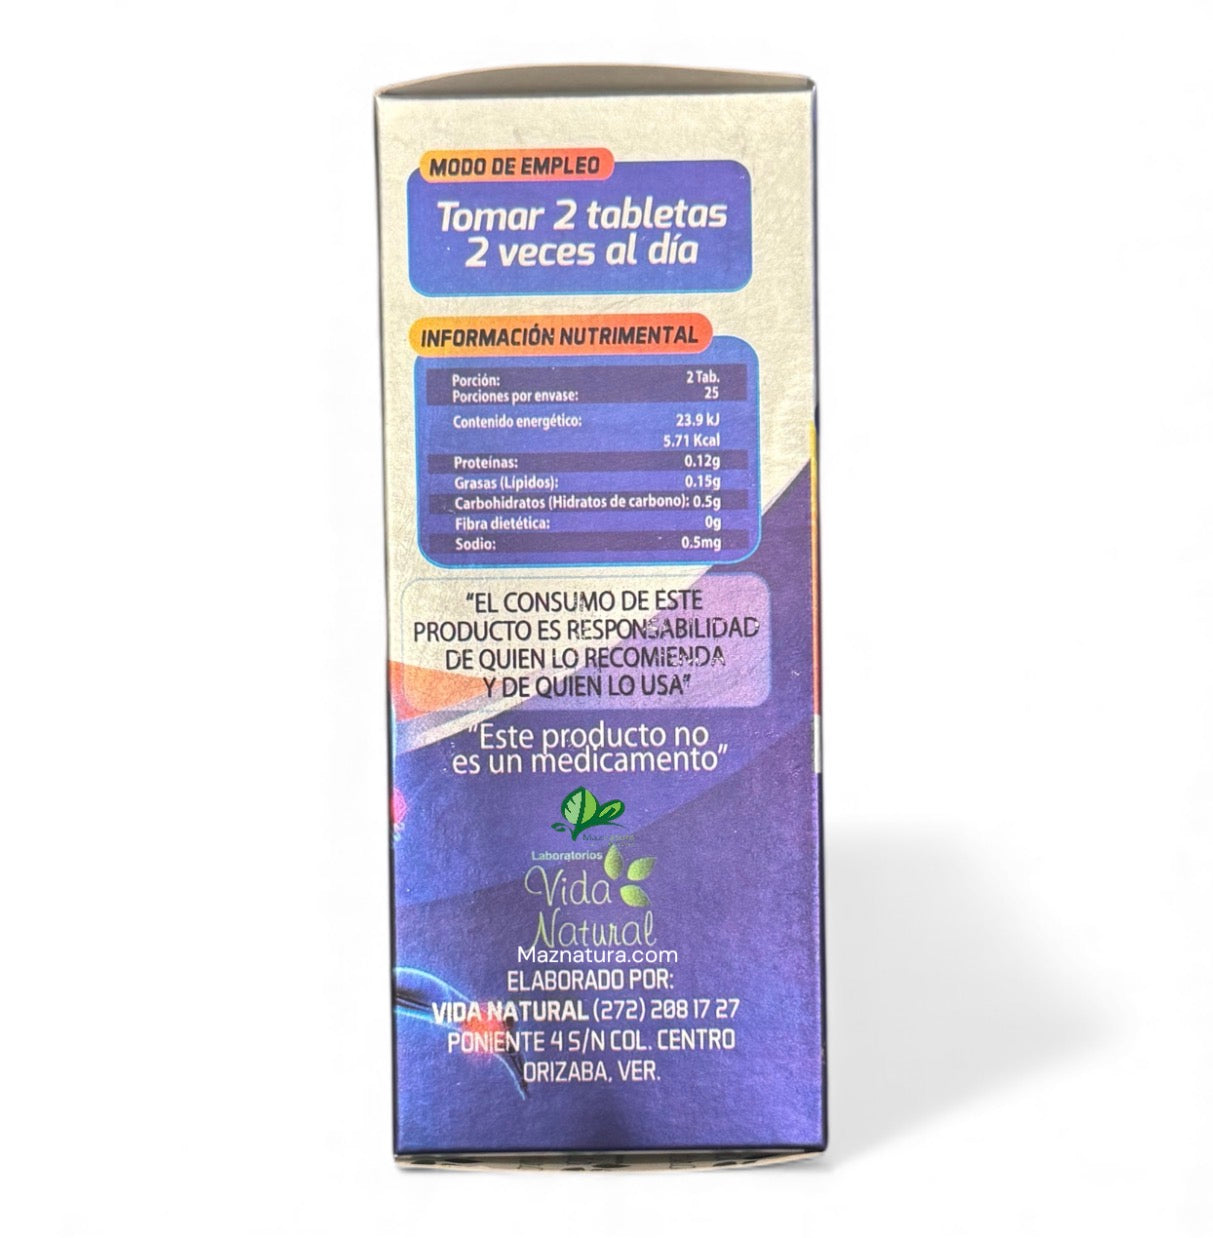 MODO DE EMPLEO
Tomar 2 tabletas
2 veces al día
INFORMACIÓN NUTRIMENTAL
Porción: 2 Tab.
Porciones por envase: 25
Contenido energético: 23.9 kJ
5.71 Kcal
Proteínas: 0.12g
Grasas (Lípidos): 0.15g
Carbohidratos (Hidratos de carbono): 0.5g
Fibra dietética: 0g
Sodio: 0.5mg
“EL CONSUMO DE ESTE
PRODUCTO ES RESPONSABILIDAD
DE QUIEN LO RECOMIENDA
Y DE QUIEN LO USA”
“Este producto no
es un medicamento”
Laboratorios
Vida
Natural
Maznatura.com
ELABORADO POR:
VIDA NATURAL (272) 208 17 27
PONIENTE 4 S/N COL. CENTRO
ORIZABA, VER.